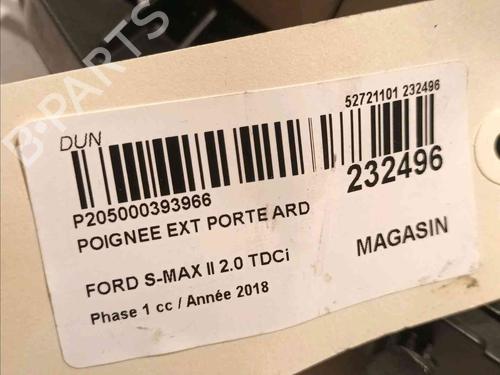 B-PARTS
DUN
52721101 232496
P205000393966
232496
POIGNEE EXT PORTE ARD
FORD S-MAX II 2.0 TDCi
MAGASIN
Phase 1 cc / Année 2018